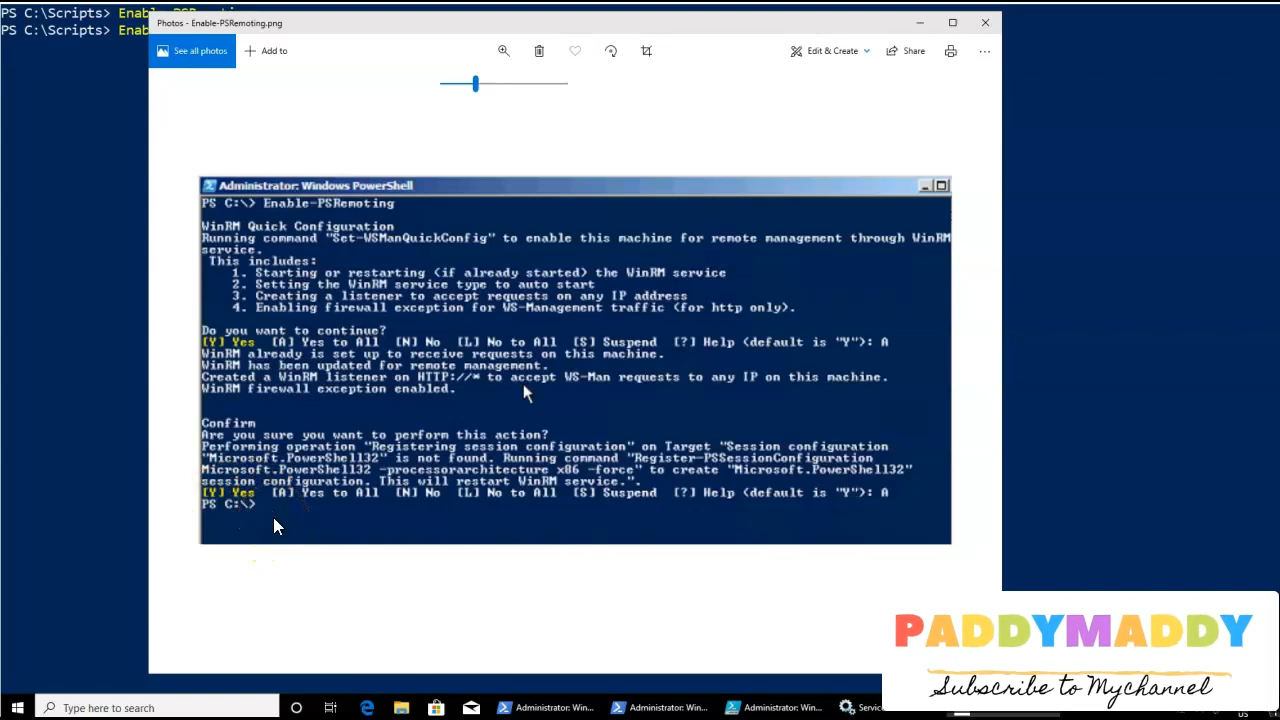 PS C:\Scripts> Enable-PSRemoting
PS C:\Scripts> Enab
Photos - Enable-PSRemoting.png
See all photos
Add to
Edit & Create
Share
Administrator: Windows PowerShell
PS C:\> Enable-PSRemoting
WinRM Quick Configuration
Running command "Set-WSManQuickConfig" to enable this machine for remote management through WinRM
service.
This includes:
1. Starting or restarting (if already started) the WinRM service
2. Setting the WinRM service type to auto start
3. Creating a listener to accept requests on any IP address
4. Enabling firewall exception for WS-Management traffic (for http only).
Do you want to continue?
[Y] Yes [A] Yes to All [N] No [L] No to All [S] Suspend [?] Help (default is "Y"): A
WinRM already is set up to receive requests on this machine.
WinRM has been updated for remote management.
Created a WinRM listener on HTTP://* to accept WS-Man requests to any IP on this machine.
WinRM firewall exception enabled.
Confirm
Are you sure you want to perform this action?
Performing operation "Registering session configuration" on Target "Session configuration
"Microsoft.PowerShell32" is not found. Running command "Register-PSSessionConfiguration
Microsoft.PowerShell32 -processorarchitecture x86 -force" to create "Microsoft.PowerShell32"
session configuration. This will restart WinRM service.".
[Y] Yes [A] Yes to All [N] No [L] No to All [S] Suspend [?] Help (default is "Y"): A
PS C:\>
PADDYMADDY
Subscribe to Mychannel
Type here to search
Administrator: Win...
Administrator: Win...
Administrator: Win...
Servic